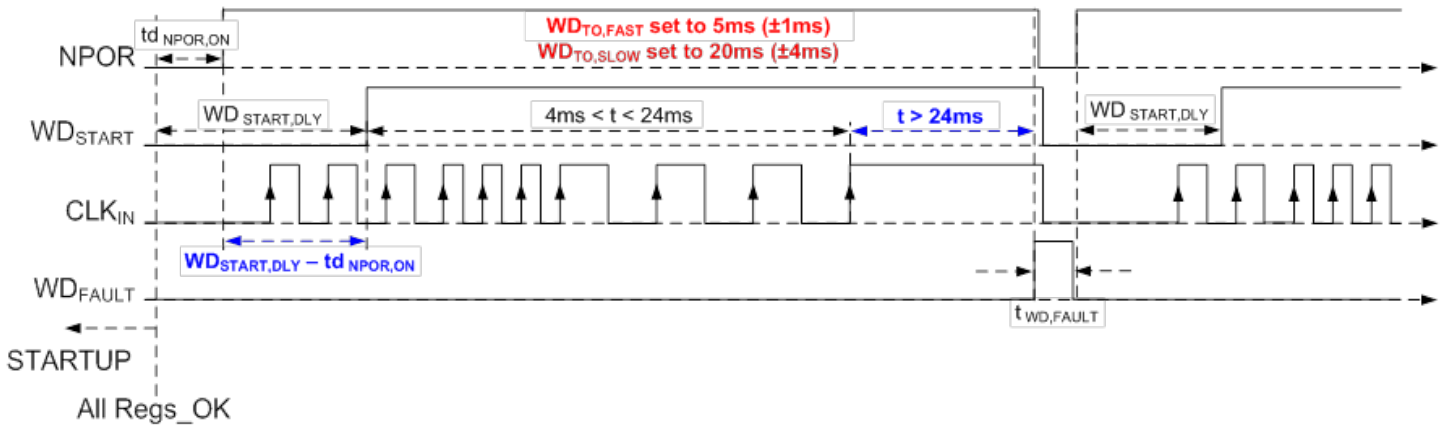 td NPOR,ON
WDTO,FAST set to 5ms (±1ms)
WDTO,SLOW set to 20ms (±4ms)
NPOR
WD START,DLY
4ms < t < 24ms
t > 24ms
WD START,DLY
WDSTART
CLKIN
WDSTART,DLY – td NPOR,ON
WDFAULT
t WD,FAULT
STARTUP
All Regs_OK